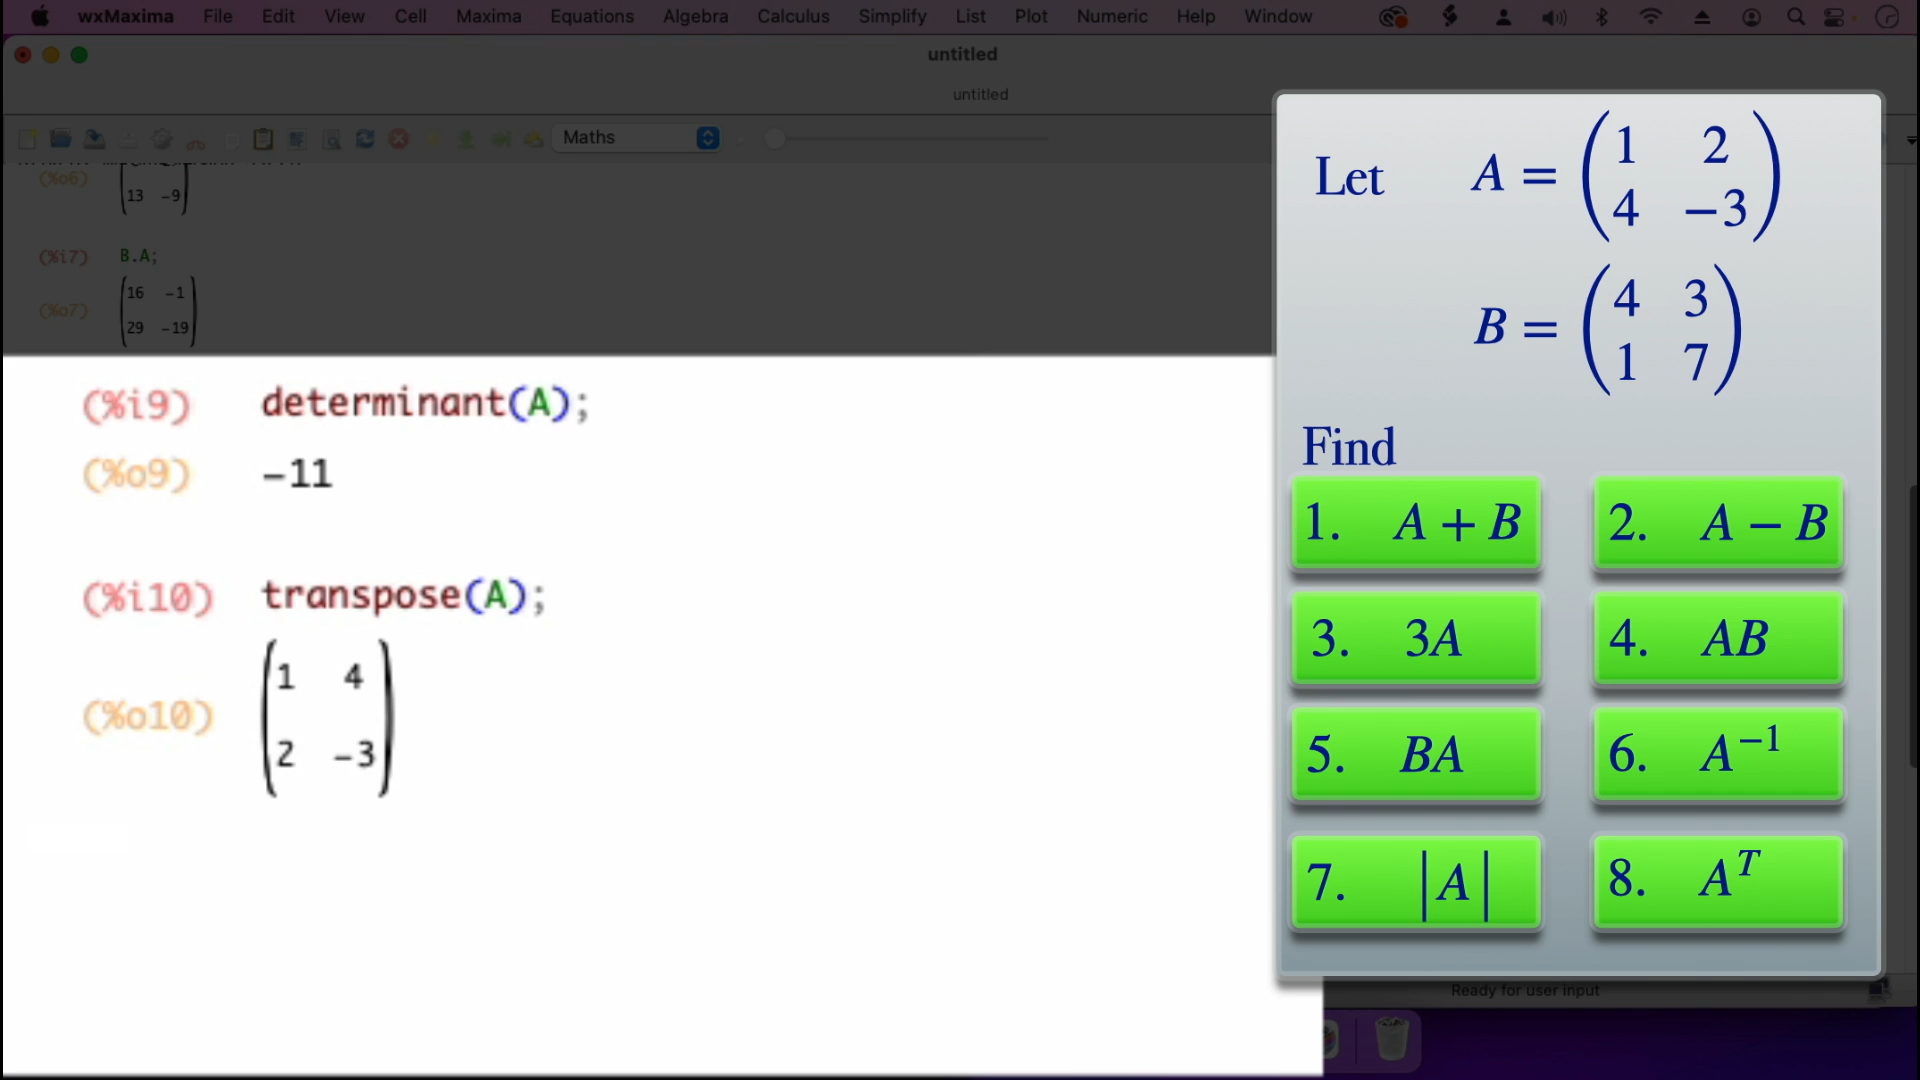 wxMaxima File Edit View Cell Maxima Equations Algebra Calculus Simplify List Plot Numeric Help Window
untitled
untitled
Maths
(%o6) 13 -9
(%i7) B.A;
(%o7) 16 -1
29 -19
(%i9) determinant(A);
(%o9) -11
(%i10) transpose(A);
(%o10) 1 4
2 -3
Let A = (1 2
4 -3)
B = (4 3
1 7)
Find
1. A + B 2. A - B
3. 3A 4. AB
5. BA 6. A⁻¹
7. |A| 8. Aᵀ
Ready for user input